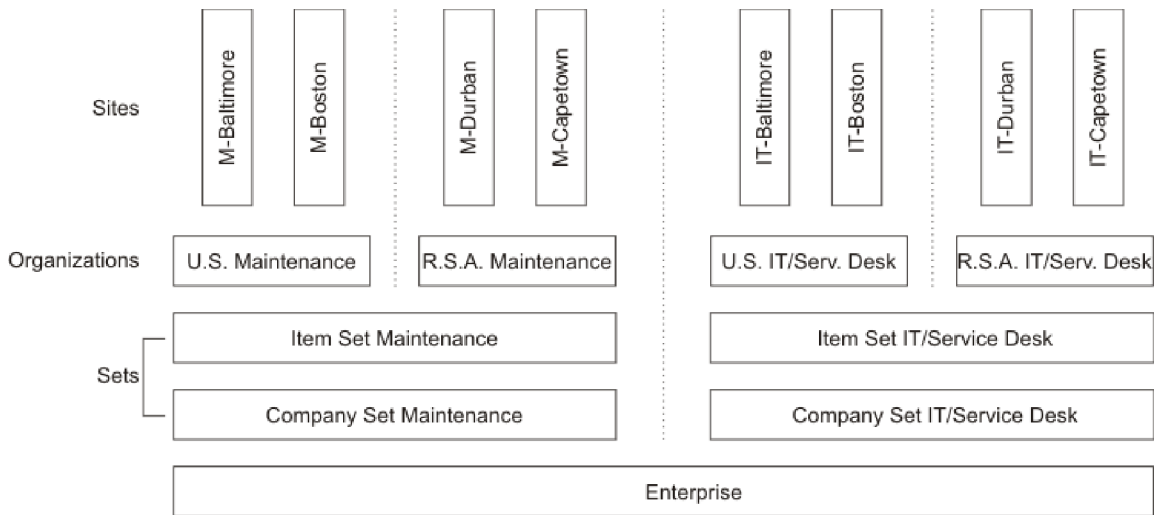 Sites
M-Baltimore
M-Boston
M-Durban
M-Capetown
IT-Baltimore
IT-Boston
IT-Durban
IT-Capetown
Organizations
U.S. Maintenance
R.S.A. Maintenance
U.S. IT/Serv. Desk
R.S.A. IT/Serv. Desk
Sets
Item Set Maintenance
Item Set IT/Service Desk
Company Set Maintenance
Company Set IT/Service Desk
Enterprise